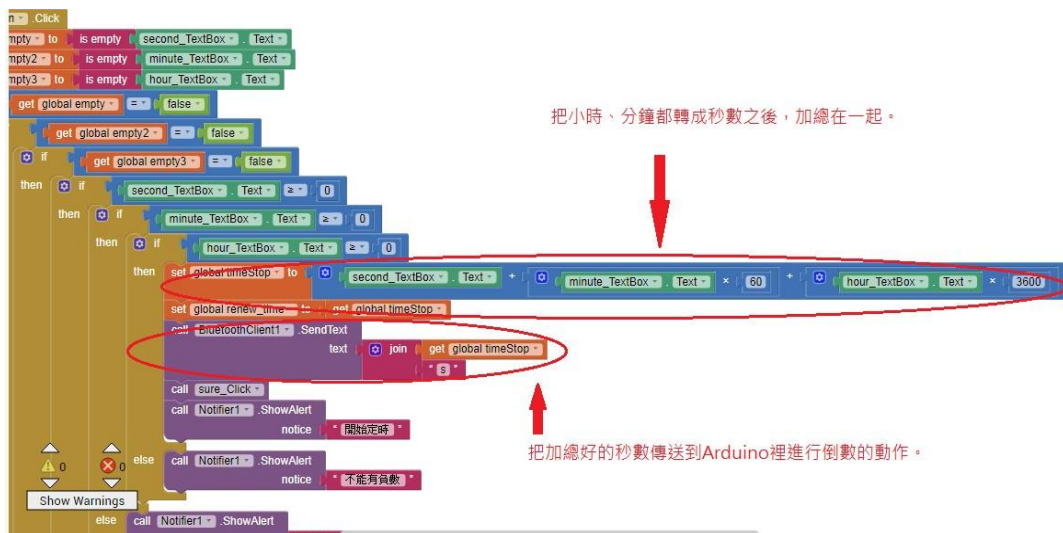 n .Click
mpty to is empty second_TextBox . Text
mpty2 to is empty minute_TextBox . Text
mpty3 to is empty hour_TextBox . Text
get global empty = false
把小時、分鐘都轉成秒數之後，加總在一起。
get global empty2 = false
if get global empty3 = false
then if second_TextBox . Text ≥ 0
then if minute_TextBox . Text ≥ 0
then if hour_TextBox . Text ≥ 0
then set global timeStop to second_TextBox . Text + minute_TextBox . Text × 60 + hour_TextBox . Text × 3600
set global renew_time to get global timeStop
call BluetoothClient1 .SendText
text join get global timeStop
" s "
call sure_Click
call Notifier1 .ShowAlert
notice " 開始定時 "
把加總好的秒數傳送到Arduino裡進行倒數的動作。
0 0 else call Notifier1 .ShowAlert
notice " 不能有負數 "
Show Warnings
else call Notifier1 .ShowAlert